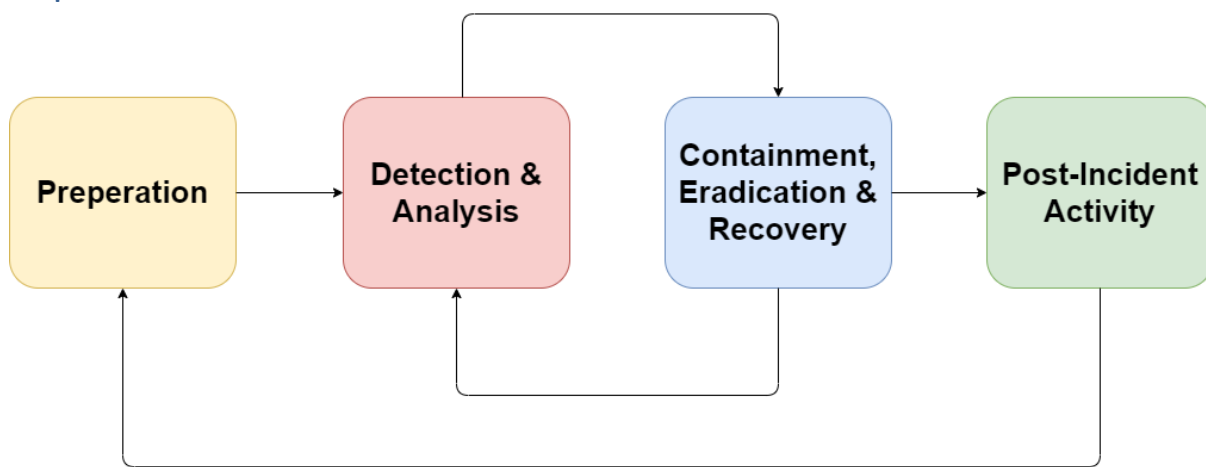 Preperation
Detection &
Analysis
Containment,
Eradication &
Recovery
Post-Incident
Activity